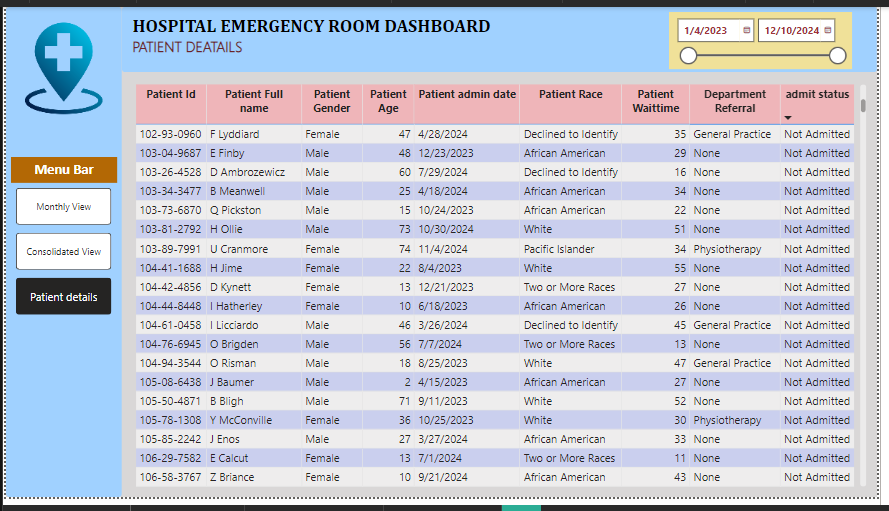 HOSPITAL EMERGENCY ROOM DASHBOARD
PATIENT DEATAILS
1/4/2023 12/10/2024
Menu Bar
Monthly View
Consolidated View
Patient details
Patient Id Patient Full name Patient Gender Patient Age Patient admin date Patient Race Patient Waittime Department Referral admit status
102-93-0960 F Lyddiard Female 47 4/28/2024 Declined to Identify 35 General Practice Not Admitted
103-04-9687 E Finby Male 48 12/23/2023 African American 29 None Not Admitted
103-26-4528 D Ambrozewicz Male 60 7/29/2024 Declined to Identify 16 None Not Admitted
103-34-3477 B Meanwell Male 25 4/18/2024 African American 34 None Not Admitted
103-73-6870 Q Pickston Male 15 10/24/2023 African American 22 None Not Admitted
103-81-2792 H Ollie Male 73 10/30/2024 White 51 None Not Admitted
103-89-7991 U Cranmore Female 74 11/4/2024 Pacific Islander 34 Physiotherapy Not Admitted
104-41-1688 H Jime Female 22 8/4/2023 White 55 None Not Admitted
104-42-4856 D Kynett Female 13 12/21/2023 Two or More Races 27 None Not Admitted
104-44-8448 I Hatherley Female 10 6/18/2023 African American 26 None Not Admitted
104-61-0458 I Licciardo Male 46 3/26/2024 Declined to Identify 45 General Practice Not Admitted
104-76-6945 O Brigden Male 56 7/7/2024 Two or More Races 13 None Not Admitted
104-94-3544 O Risman Male 18 8/25/2023 White 47 General Practice Not Admitted
105-08-6438 J Baumer Male 2 4/15/2023 African American 27 None Not Admitted
105-50-4871 B Bligh Male 71 9/11/2023 White 52 None Not Admitted
105-78-1308 Y McConville Female 36 10/25/2023 White 30 Physiotherapy Not Admitted
105-85-2242 J Enos Male 27 3/27/2024 African American 33 None Not Admitted
106-29-7582 E Calcut Female 13 7/1/2024 Two or More Races 11 None Not Admitted
106-58-3767 Z Briance Female 10 9/21/2024 African American 43 None Not Admitted